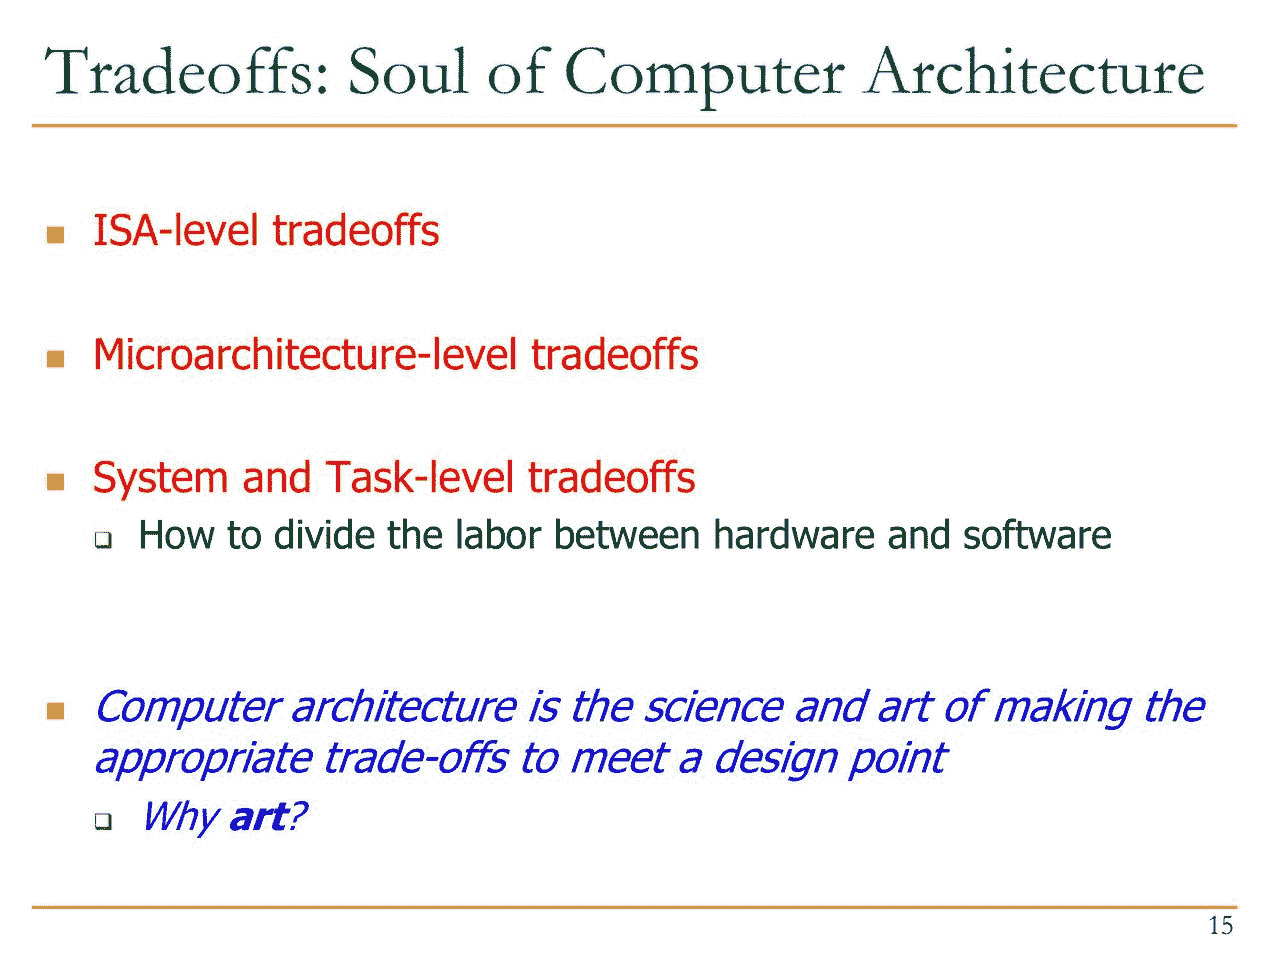 Tradeoffs: Soul of Computer Architecture
ISA-level tradeoffs
Microarchitecture-level tradeoffs
System and Task-level tradeoffs
How to divide the labor between hardware and software
Computer architecture is the science and art of making the
appropriate trade-offs to meet a design point
Why art?
15